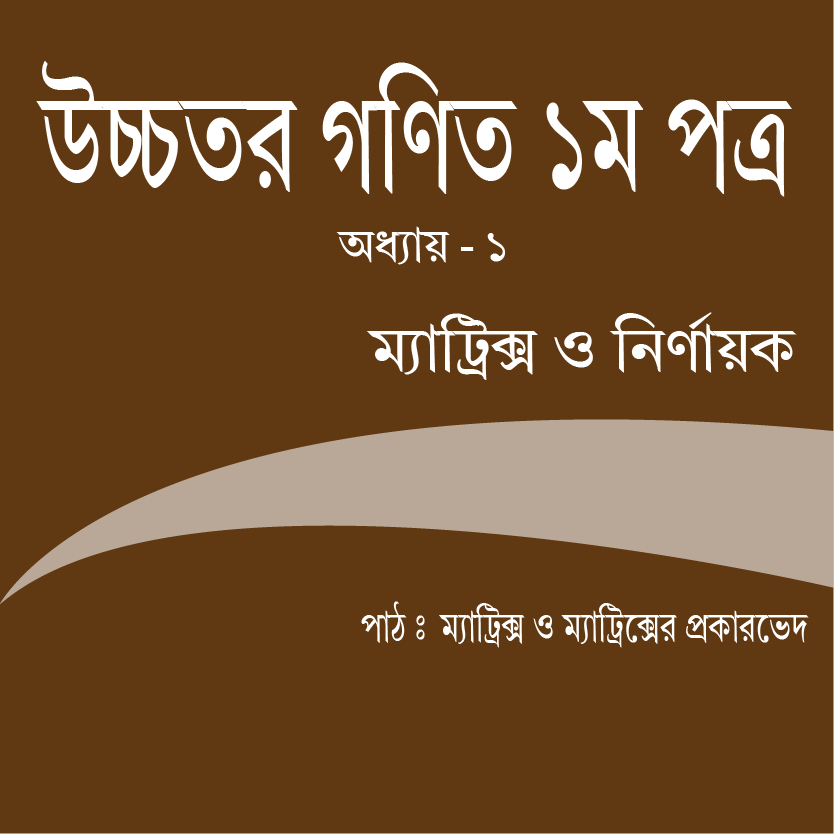 উচ্চতর গণিত ১ম পত্র
অধ্যায় - ১
ম্যাট্রিক্স ও নির্ণায়ক
পাঠ ঃ ম্যাট্রিক্স ও ম্যাট্রিক্সের প্রকারভেদ